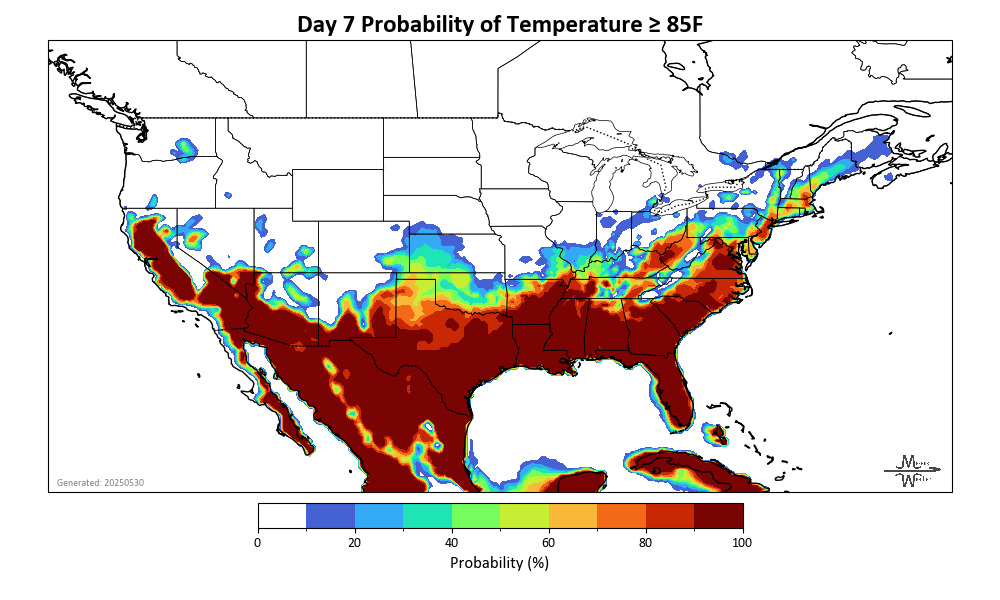 Day 7 Probability of Temperature ≥ 85F
Generated: 20250530
0 20 40 60 80 100
Probability (%)